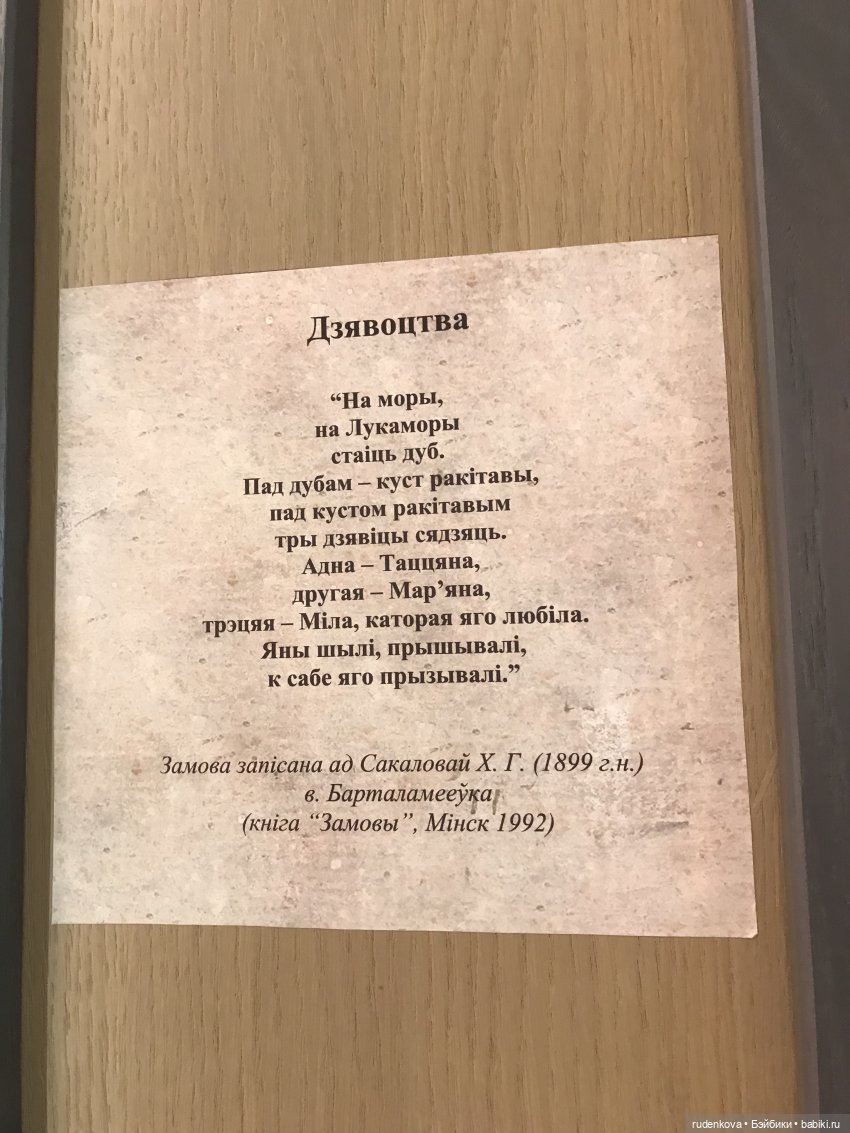 Дзявоцтва
“На моры,
на Лукаморы
стаіць дуб.
Пад дубам – куст ракітавы,
пад кустом ракітавым
тры дзявіцы сядзяць.
Адна – Таццяна,
другая – Мар’яна,
трэцяя – Міла, каторая яго любіла.
Яны шылі, прышывалі,
к сабе яго прызывалі.”
Замова запісана ад Сакаловай Х. Г. (1899 г.н.)
в. Барталамееўка
(кніга “Замовы”, Мінск 1992)
rudenkova • Бэйбики • babiki.ru